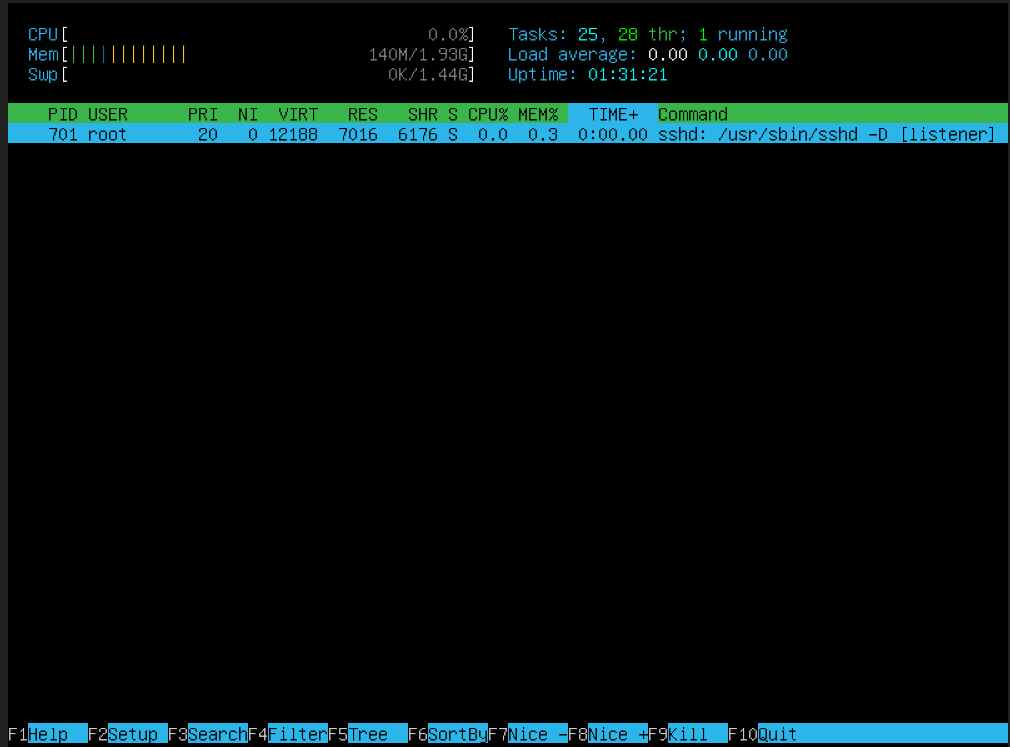 CPU[ 0.0%] Tasks: 25, 28 thr; 1 running
Mem[|||||||||||| 140M/1.93G] Load average: 0.00 0.00 0.00
Swp[ 0K/1.44G] Uptime: 01:31:21
PID USER PRI NI VIRT RES SHR S CPU% MEM% TIME+ Command
701 root 20 0 12188 7016 6176 S 0.0 0.3 0:00.00 sshd: /usr/sbin/sshd -D [listener]
F1Help F2Setup F3SearchF4FilterF5Tree F6SortByF7Nice -F8Nice +F9Kill F10Quit